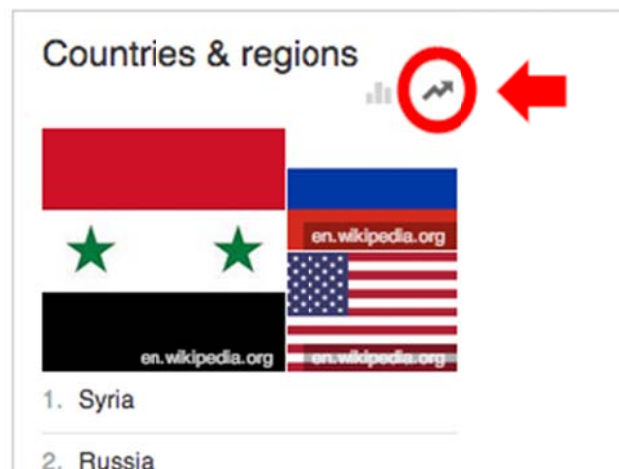 Countries & regions
en.wikipedia.org
en.wikipedia.org
en.wikipedia.org
1. Syria
2. Russia